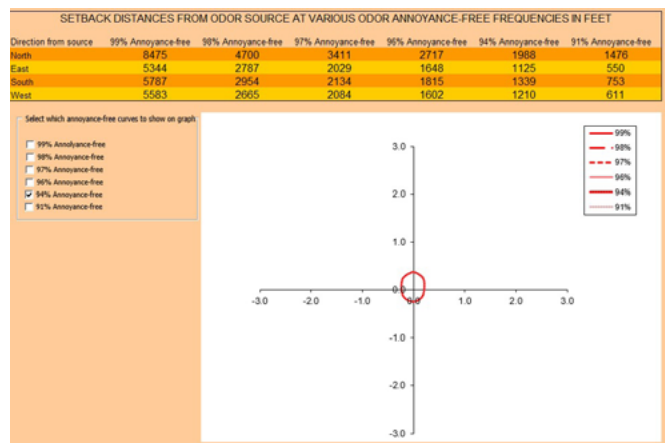 SETBACK DISTANCES FROM ODOR SOURCE AT VARIOUS ODOR ANNOYANCE-FREE FREQUENCIES IN FEET
Direction from source 99% Annoyance-free 98% Annoyance-free 97% Annoyance-free 96% Annoyance-free 94% Annoyance-free 91% Annoyance-free
North 8475 4700 3411 2717 1988 1476
East 5344 2787 2029 1648 1125 550
South 5787 2954 2134 1815 1339 753
West 5583 2665 2084 1602 1210 611
Select which annoyance-free curves to show on graph
99% Annolyance-free
98% Annoyance-free
97% Annoyance-free
96% Annoyance-free
94% Annoyance-free
91% Annoyance-free
99%
98%
97%
96%
94%
91%
3.0
2.0
1.0
0.0
-3.0 -2.0 -1.0 0.0 1.0 2.0 3.0
-1.0
-2.0
-3.0